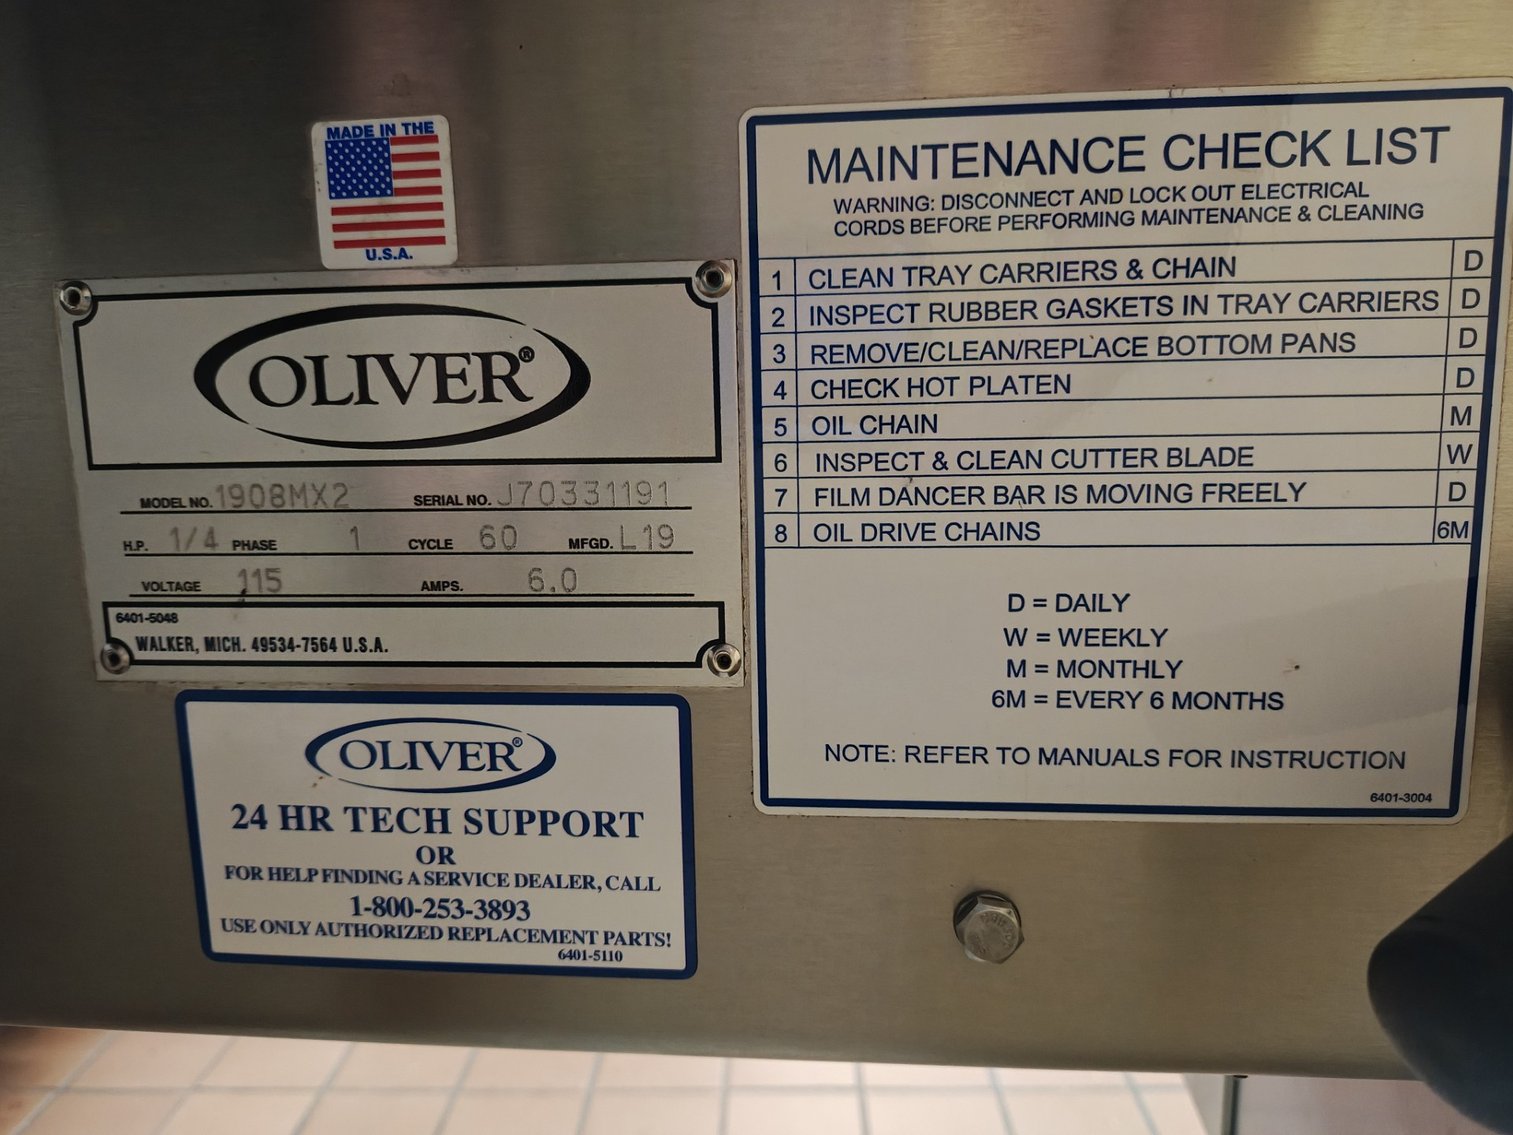 MADE IN THE
U.S.A.
OLIVER®
MODEL NO. 1908MX2 SERIAL NO. J70331191
H.P. 1/4 PHASE 1 CYCLE 60 MFGD. L19
VOLTAGE 115 AMPS. 6.0
6401-5048
WALKER, MICH. 49534-7564 U.S.A.
OLIVER®
24 HR TECH SUPPORT
OR
FOR HELP FINDING A SERVICE DEALER, CALL
1-800-253-3893
USE ONLY AUTHORIZED REPLACEMENT PARTS!
6401-5110
MAINTENANCE CHECK LIST
WARNING: DISCONNECT AND LOCK OUT ELECTRICAL
CORDS BEFORE PERFORMING MAINTENANCE & CLEANING
1 CLEAN TRAY CARRIERS & CHAIN D
2 INSPECT RUBBER GASKETS IN TRAY CARRIERS D
3 REMOVE/CLEAN/REPLACE BOTTOM PANS D
4 CHECK HOT PLATEN D
5 OIL CHAIN M
6 INSPECT & CLEAN CUTTER BLADE W
7 FILM DANCER BAR IS MOVING FREELY D
8 OIL DRIVE CHAINS 6M
D = DAILY
W = WEEKLY
M = MONTHLY
6M = EVERY 6 MONTHS
NOTE: REFER TO MANUALS FOR INSTRUCTION
6401-3004